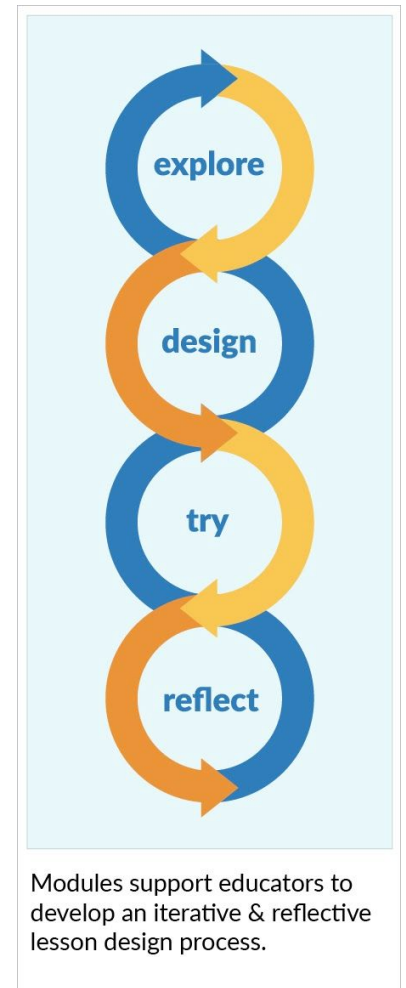 explore
design
try
reflect
Modules support educators to
develop an iterative & reflective
lesson design process.